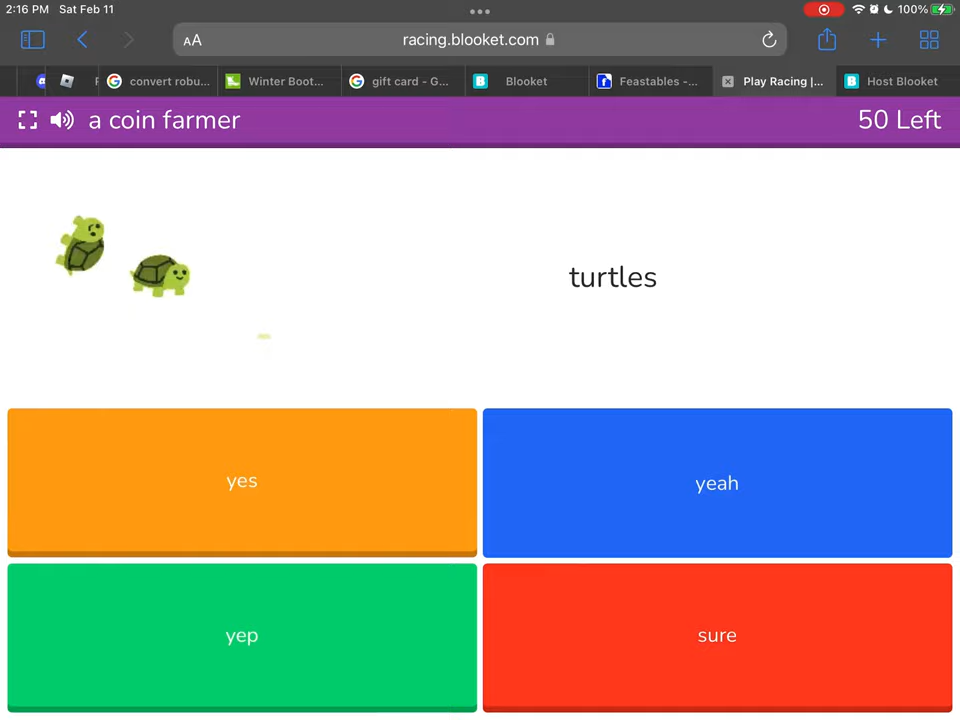 2:16 PM Sat Feb 11
100%
AA racing.blooket.com
convert robu... Winter Boot... gift card - G... Blooket Feastables -... Play Racing |... Host Blooket
a coin farmer 50 Left
turtles
yes
yeah
yep
sure